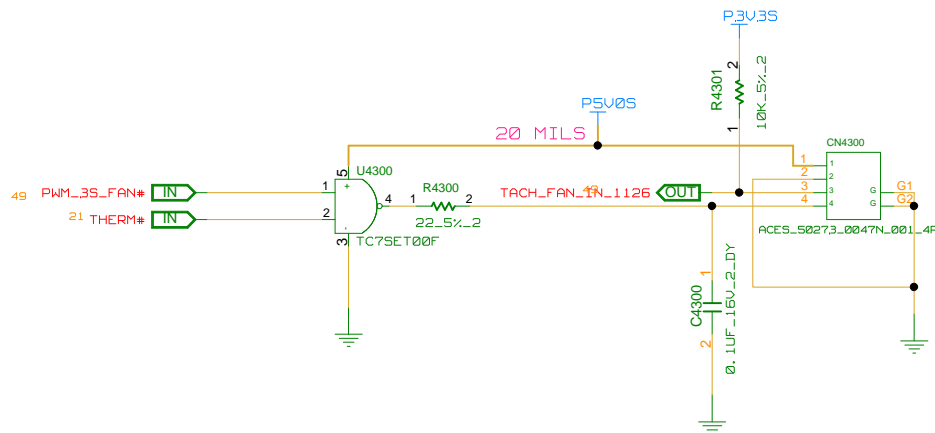 P3V3S
R4301
2
1
10K_5%_2
P5V0S
20 MILS
CN4300
1
2
3
4
1
2
3
4
G
G
G1
G2
ACES_50273_0047N_001_4P
U4300
5
+
1
2
4
-
3
TC7SET00F
49 PWM_3S_FAN# IN
21 THERM# IN
R4300
1
2
22_5%_2
49
TACH_FAN_IN_1126 OUT
1
C4300
2
0.1UF_16V_2_DY